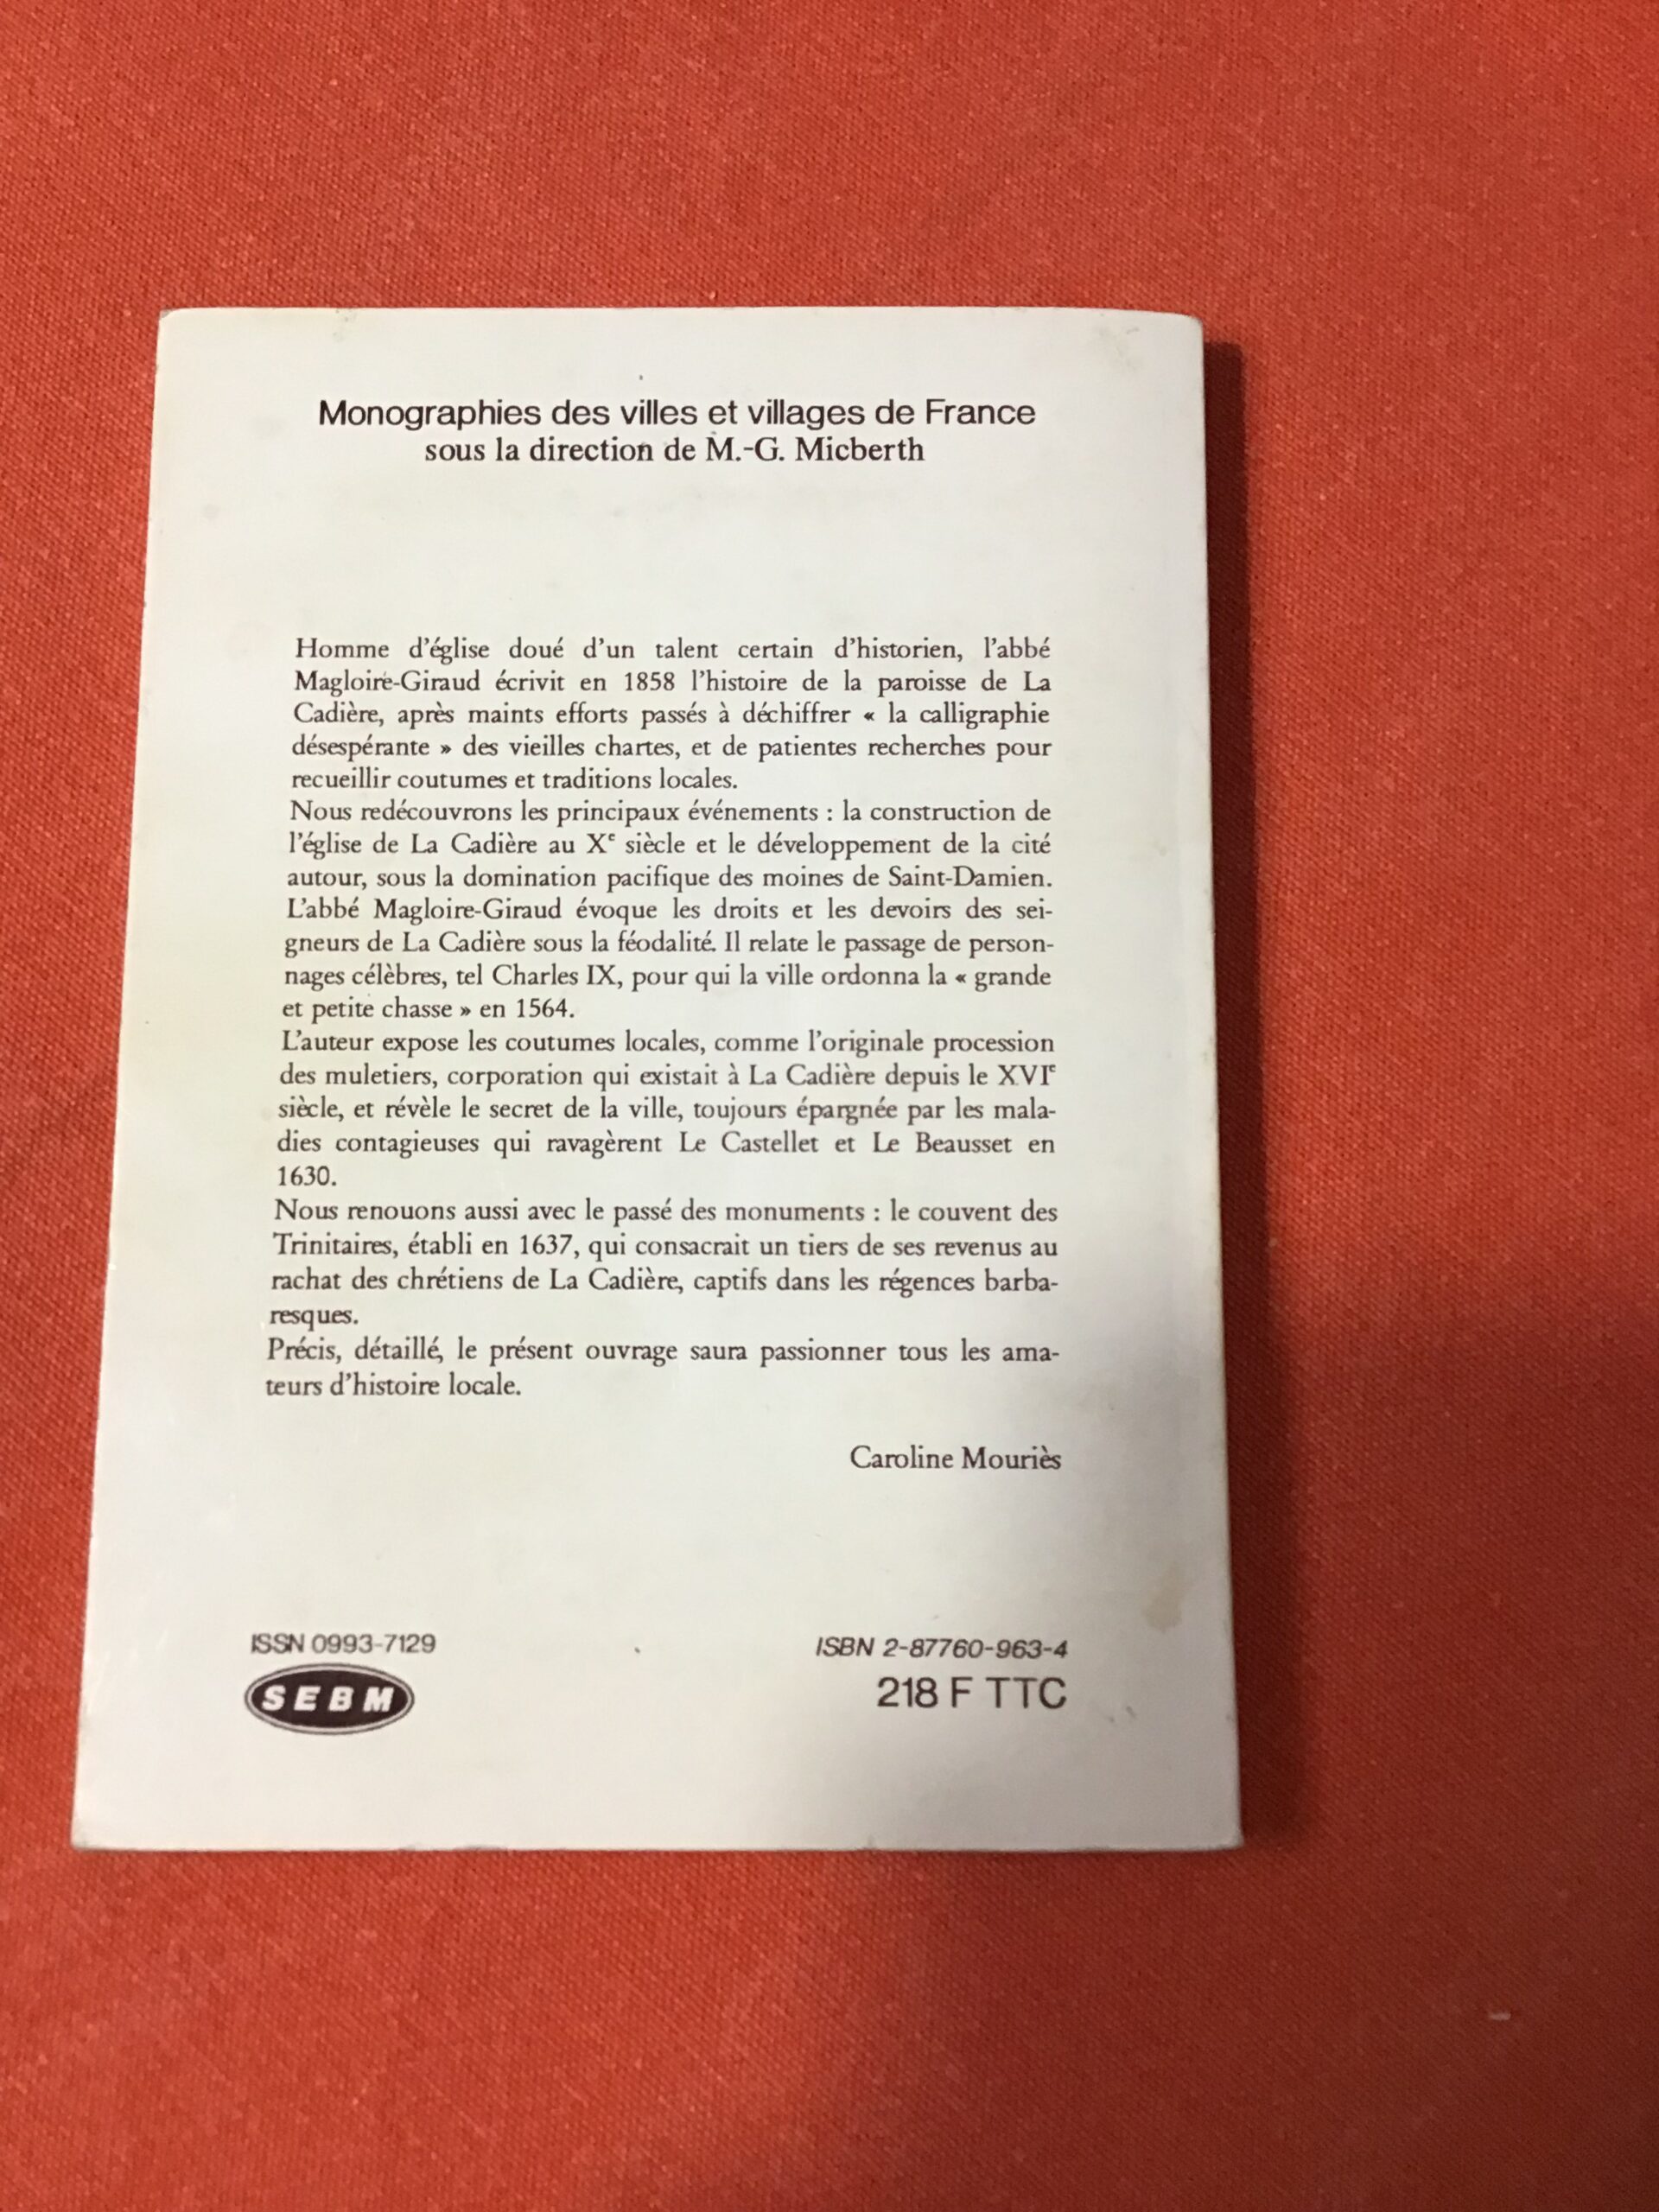 Monographies des villes et villages de France
sous la direction de M.-G. Micberth
Homme d'église doué d'un talent certain d'historien, l'abbé
Magloire-Giraud écrivit en 1858 l'histoire de la paroisse de La
Cadière, après maints efforts passés à déchiffrer « la calligraphie
désespérante » des vieilles chartes, et de patientes recherches pour
recueillir coutumes et traditions locales.
Nous redécouvrons les principaux événements : la construction de
l'église de La Cadière au Xᵉ siècle et le développement de la cité
autour, sous la domination pacifique des moines de Saint-Damien.
L'abbé Magloire-Giraud évoque les droits et les devoirs des sei-
gneurs de La Cadière sous la féodalité. Il relate le passage de person-
nages célèbres, tel Charles IX, pour qui la ville ordonna la « grande
et petite chasse » en 1564.
L'auteur expose les coutumes locales, comme l'originale procession
des muletiers, corporation qui existait à La Cadière depuis le XVIᵉ
siècle, et révèle le secret de la ville, toujours épargnée par les mala-
dies contagieuses qui ravagèrent Le Castellet et Le Beausset en
1630.
Nous renouons aussi avec le passé des monuments : le couvent des
Trinitaires, établi en 1637, qui consacrait un tiers de ses revenus au
rachat des chrétiens de La Cadière, captifs dans les régences barba-
resques.
Précis, détaillé, le présent ouvrage saura passionner tous les ama-
teurs d'histoire locale.
Caroline Mouriès
ISSN 0993-7129
SEBM
ISBN 2-87760-963-4
218 F TTC